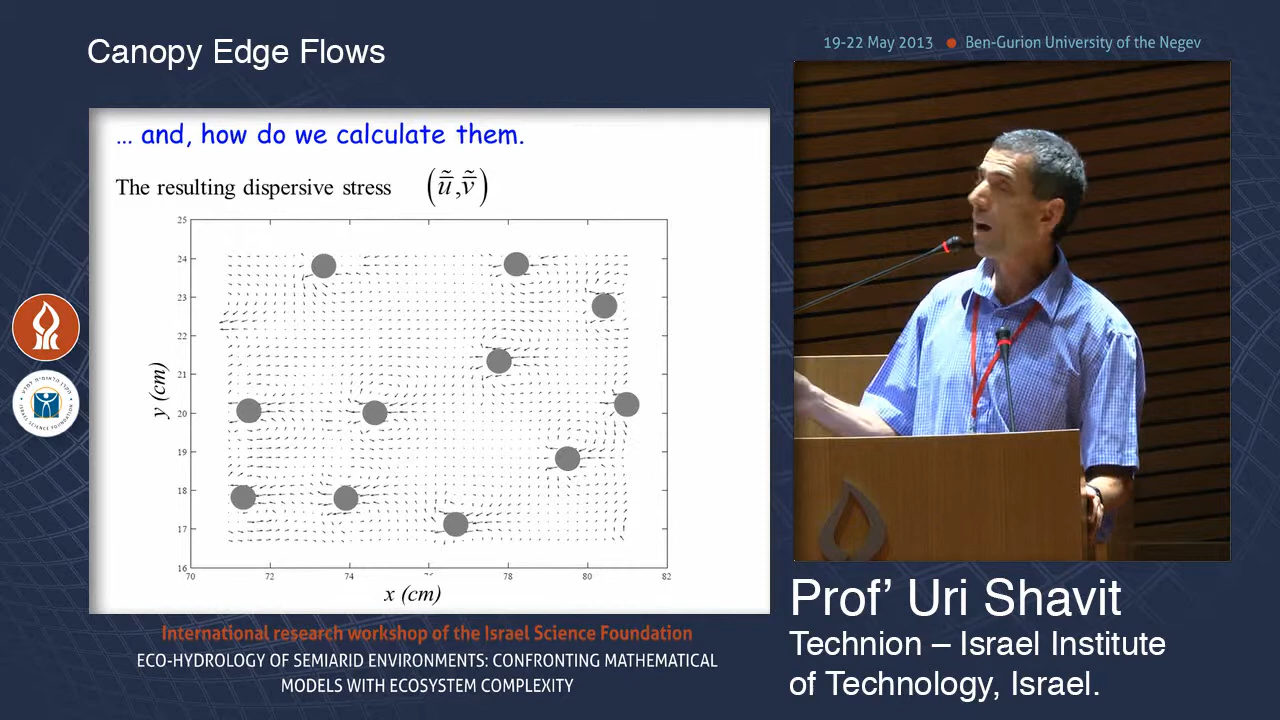 Canopy Edge Flows
19-22 May 2013 ● Ben-Gurion University of the Negev
... and, how do we calculate them.
The resulting dispersive stress (ũ̅,ṽ̅)
25
24
23
22
21
20
19
18
17
16
y (cm)
70 72 74 78 80 82
x (cm)
International research workshop of the Israel Science Foundation
ECO-HYDROLOGY OF SEMIARID ENVIRONMENTS: CONFRONTING MATHEMATICAL
MODELS WITH ECOSYSTEM COMPLEXITY
Prof’ Uri Shavit
Technion – Israel Institute
of Technology, Israel.